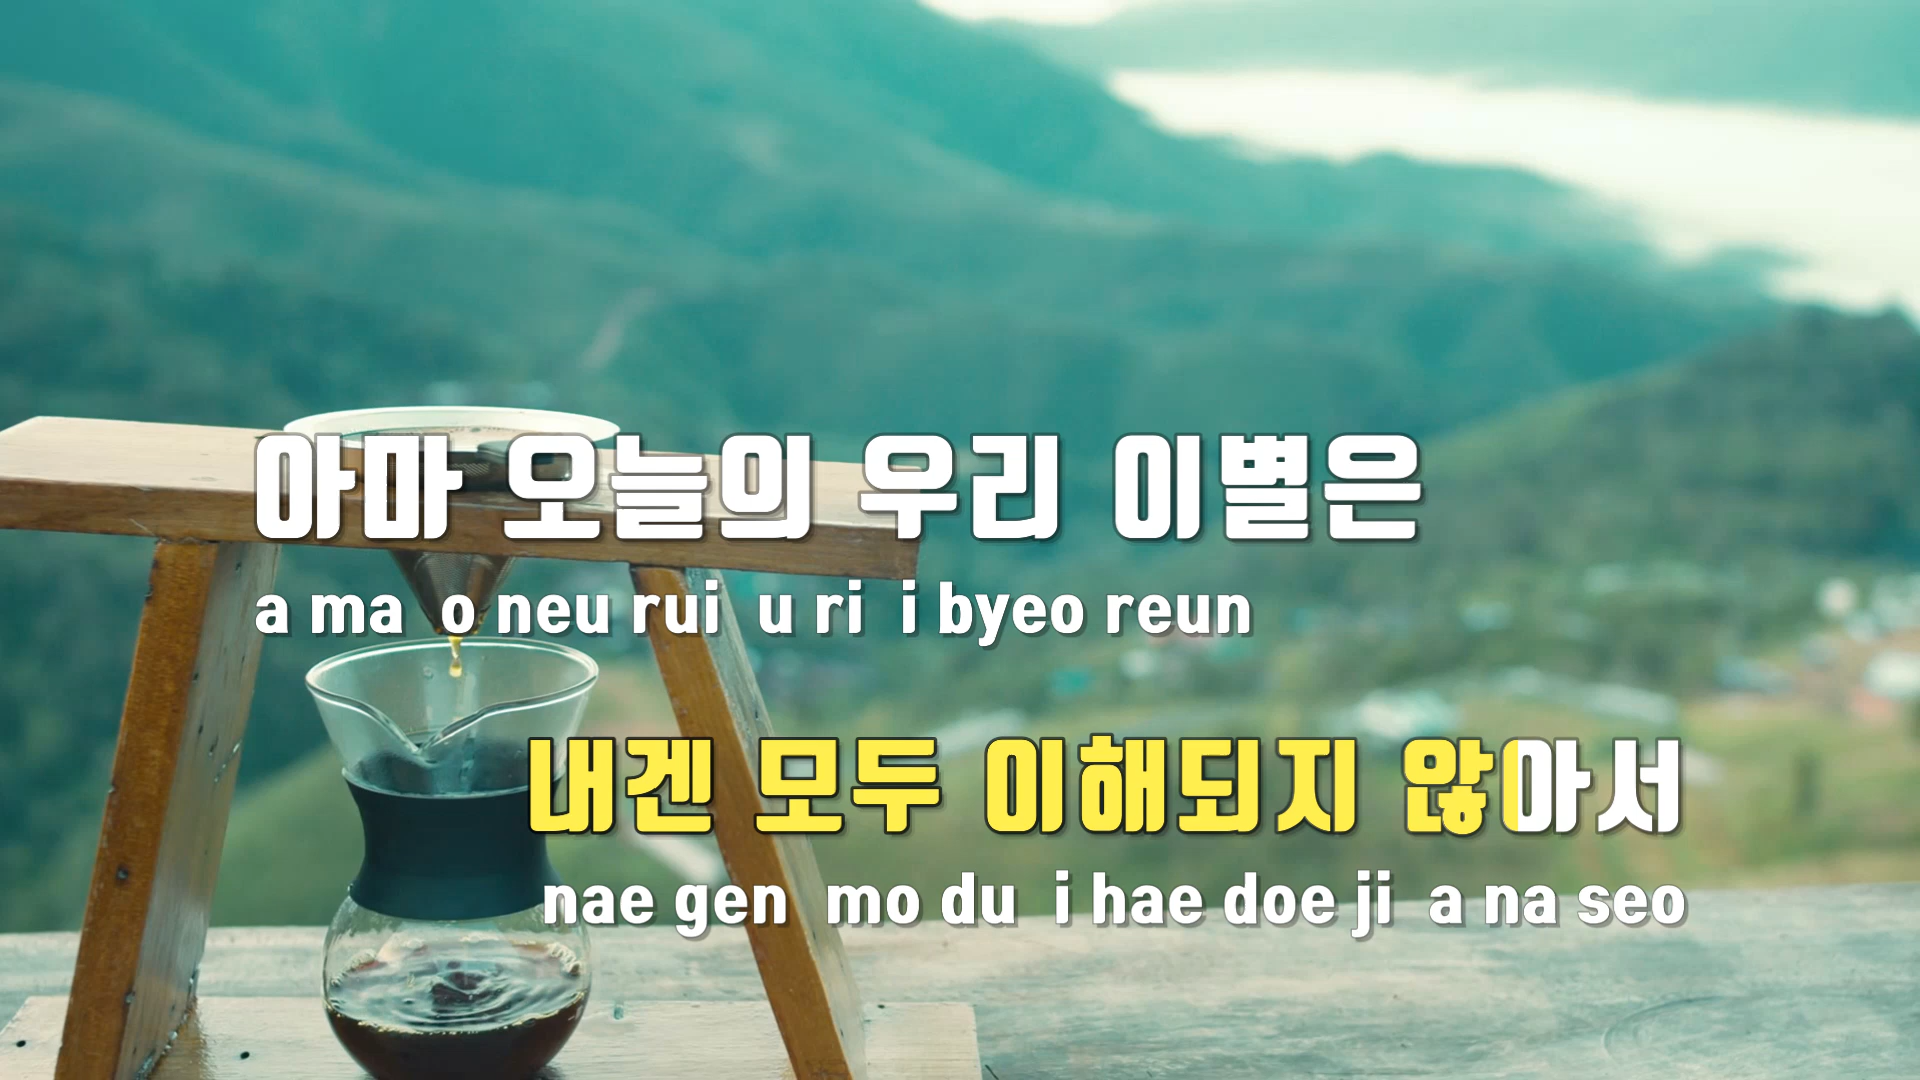 아마 오늘의 우리 이별은
a ma o neu rui u ri i byeo reun
내겐 모두 이해되지 않아서
nae gen mo du i hae doe ji a na seo